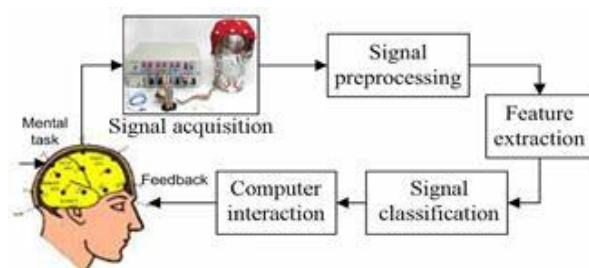 Signal
preprocessing
Signal acquisition
Feature
extraction
Mental
task
Feedback
Computer
interaction
Signal
classification